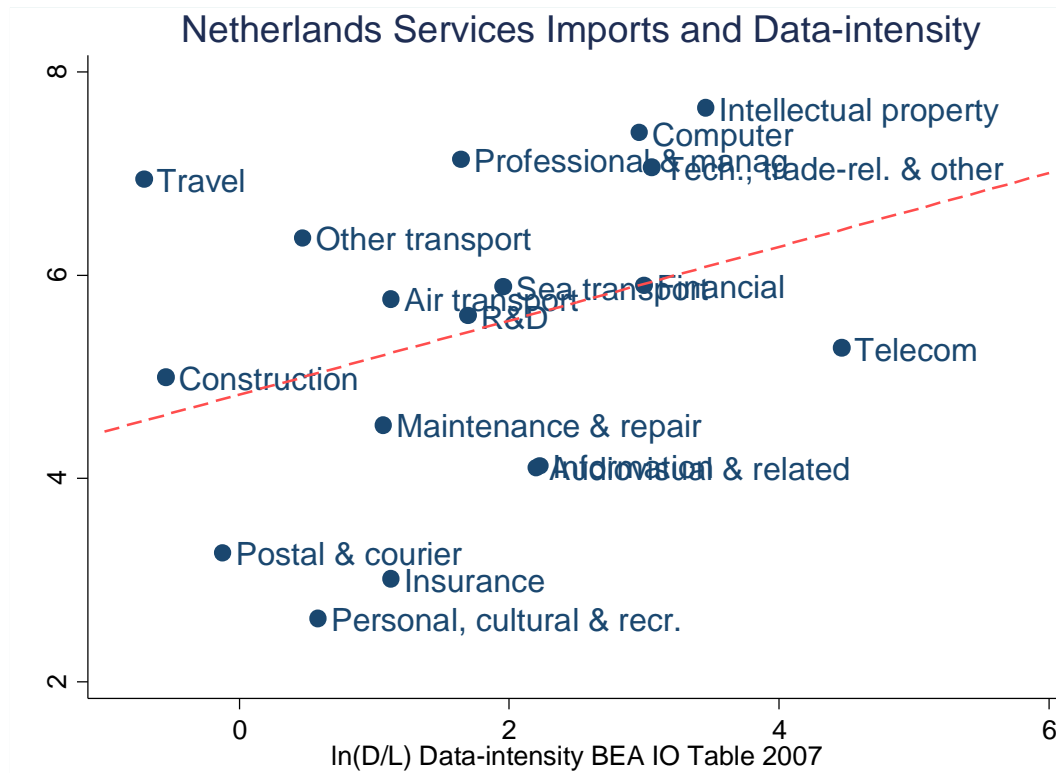 Netherlands Services Imports and Data-intensity
8
Intellectual property
Computer
Professional & manag
Tech., trade-rel. & other
Travel
Other transport
6
Sea transport
Financial
Air transport
R&D
Telecom
Construction
Maintenance & repair
4
Information
Audiovisual & related
Postal & courier
Insurance
Personal, cultural & recr.
2
0 2 4 6
ln(D/L) Data-intensity BEA IO Table 2007